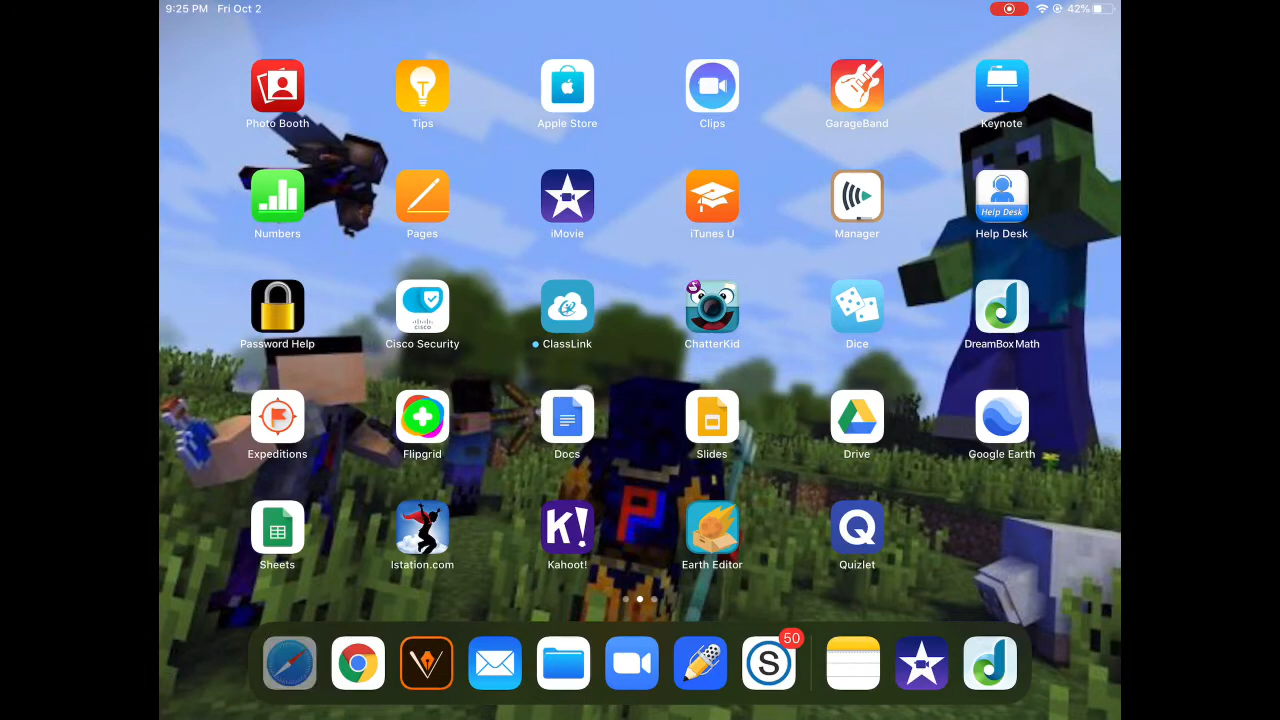 9:25 PM Fri Oct 2 42%
Photo Booth Tips Apple Store Clips GarageBand Keynote
Help Desk
Numbers Pages iMovie iTunes U Manager Help Desk
CISCO
Password Help Cisco Security ClassLink ChatterKid Dice DreamBox Math
Expeditions Flipgrid Docs Slides Drive Google Earth
K! Q
P
Sheets Istation.com Kahoot! Earth Editor Quizlet
50
S